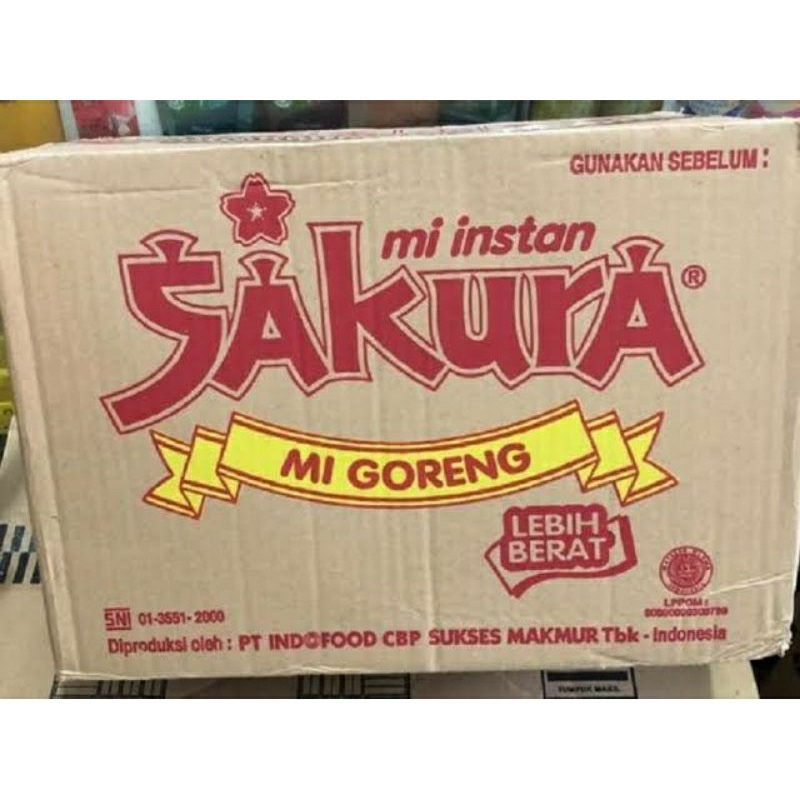 GUNAKAN SEBELUM :
mi instan
SAKURA®
MI GORENG
LEBIH
BERAT
SNI 01-3551-2000
LPPOM :
Diproduksi oleh : PT INDOFOOD CBP SUKSES MAKMUR Tbk - Indonesia